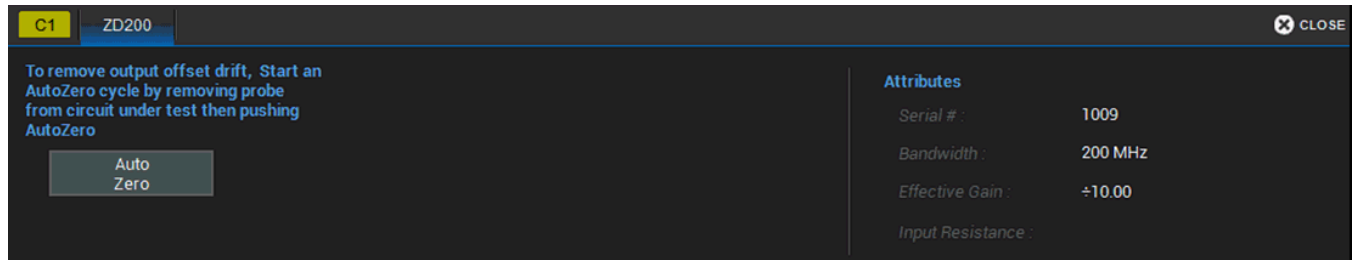 C1 ZD200 CLOSE
To remove output offset drift, Start an
AutoZero cycle by removing probe
from circuit under test then pushing
AutoZero
Auto
Zero
Attributes
Serial # : 1009
Bandwidth : 200 MHz
Effective Gain : ÷10.00
Input Resistance :